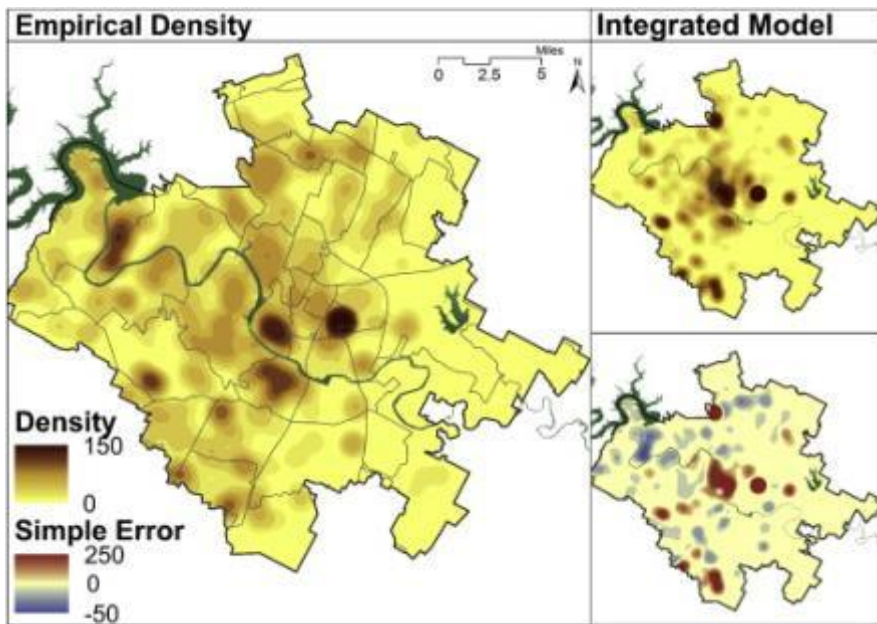 Empirical Density
Integrated Model
Miles
0 2.5 5
N
Density
150
0
Simple Error
250
0
-50